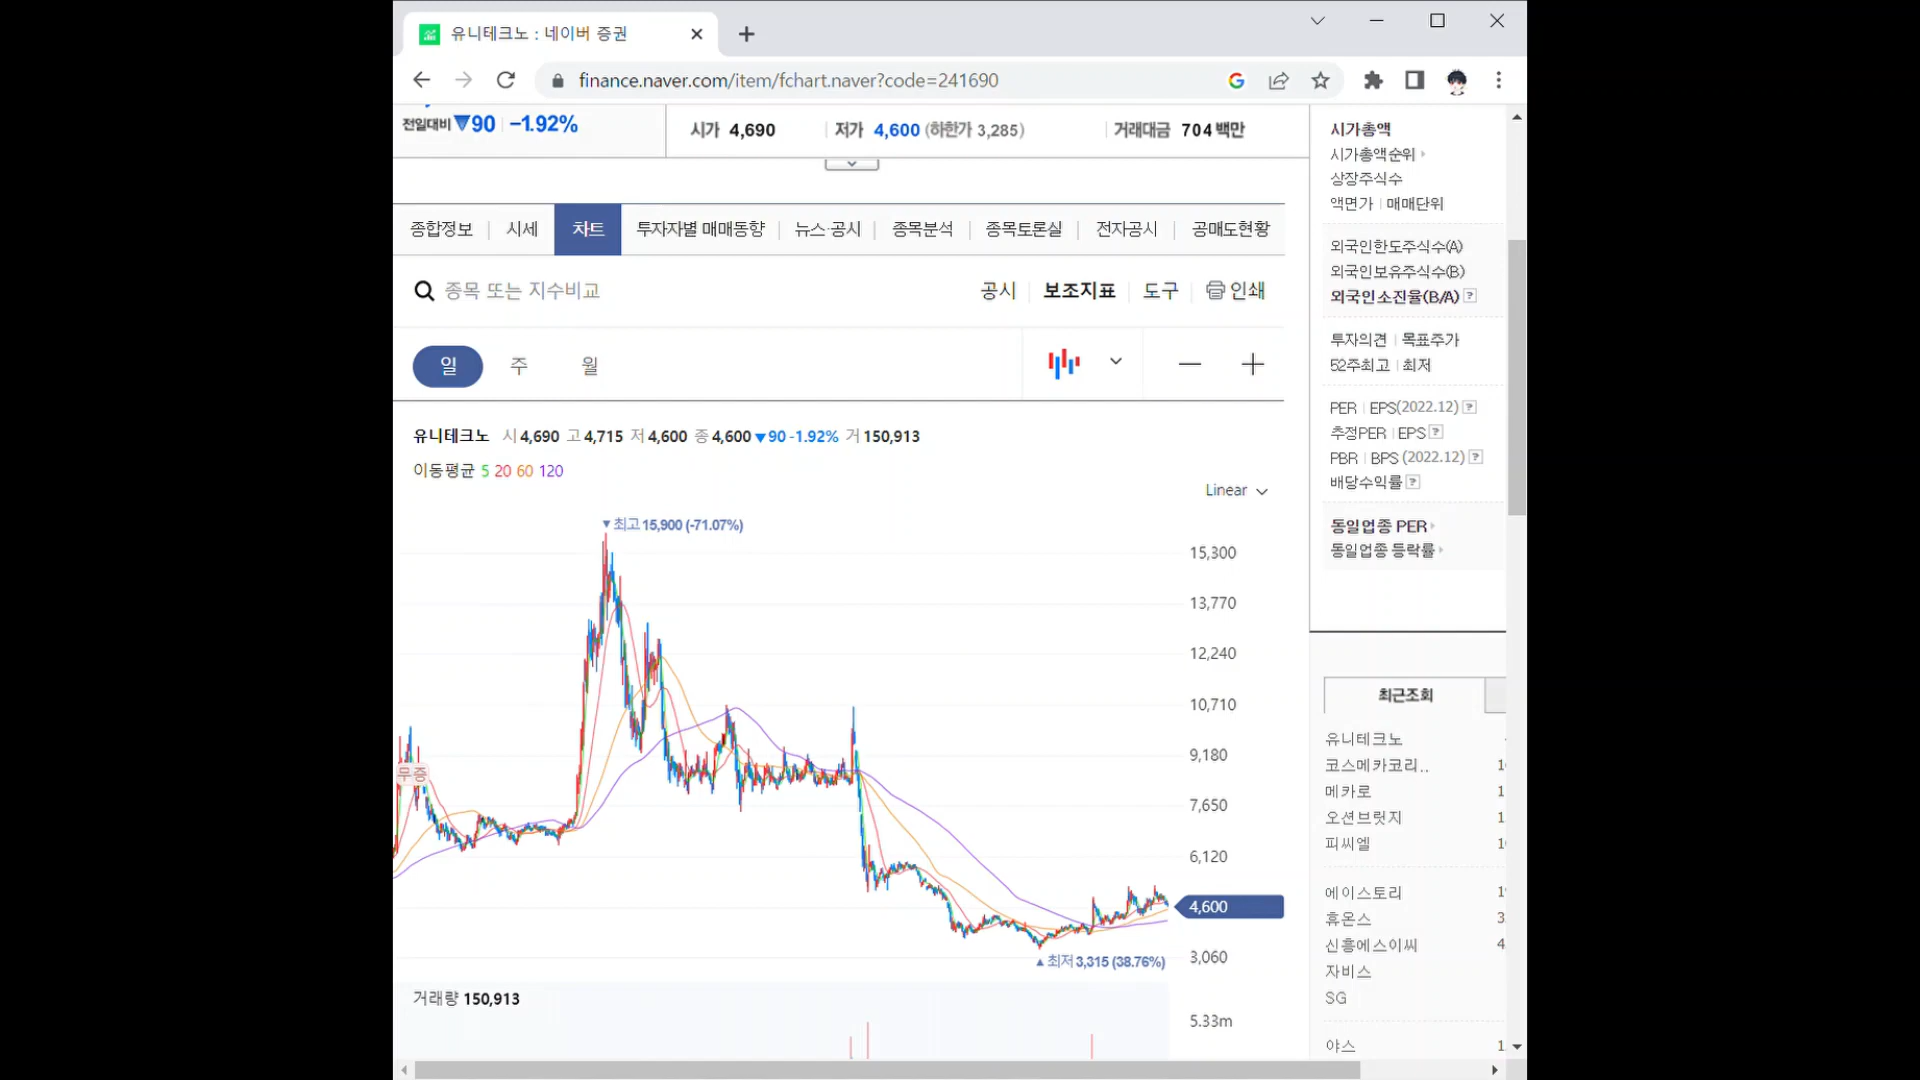 유니테크노 : 네이버 증권
finance.naver.com/item/fchart.naver?code=241690
전일대비 ▼90 -1.92%
시가 4,690
저가 4,600 (하한가 3,285)
거래대금 704 백만
종합정보 시세 차트 투자자별 매매동향 뉴스·공시 종목분석 종목토론실 전자공시 공매도현황
종목 또는 지수비교
공시 보조지표 도구 인쇄
일 주 월
유니테크노 시 4,690 고 4,715 저 4,600 종 4,600 ▼90 -1.92% 거 150,913
이동평균 5 20 60 120
Linear
▼최고 15,900 (-71.07%)
15,300
13,770
12,240
10,710
9,180
무증
7,650
6,120
4,600
3,060
▲최저 3,315 (38.76%)
거래량 150,913
5.33m
시가총액
시가총액순위
상장주식수
액면가 매매단위
외국인한도주식수(A)
외국인보유주식수(B)
외국인소진율(B/A) ?
투자의견 목표주가
52주최고 최저
PER EPS(2022.12) ?
추정PER EPS ?
PBR BPS (2022.12) ?
배당수익률 ?
동일업종 PER
동일업종 등락률
최근조회
유니테크노
코스메카코리..
메카로
오션브릿지
피씨엘
에이스토리
휴온스
신흥에스이씨
자비스
SG
야스